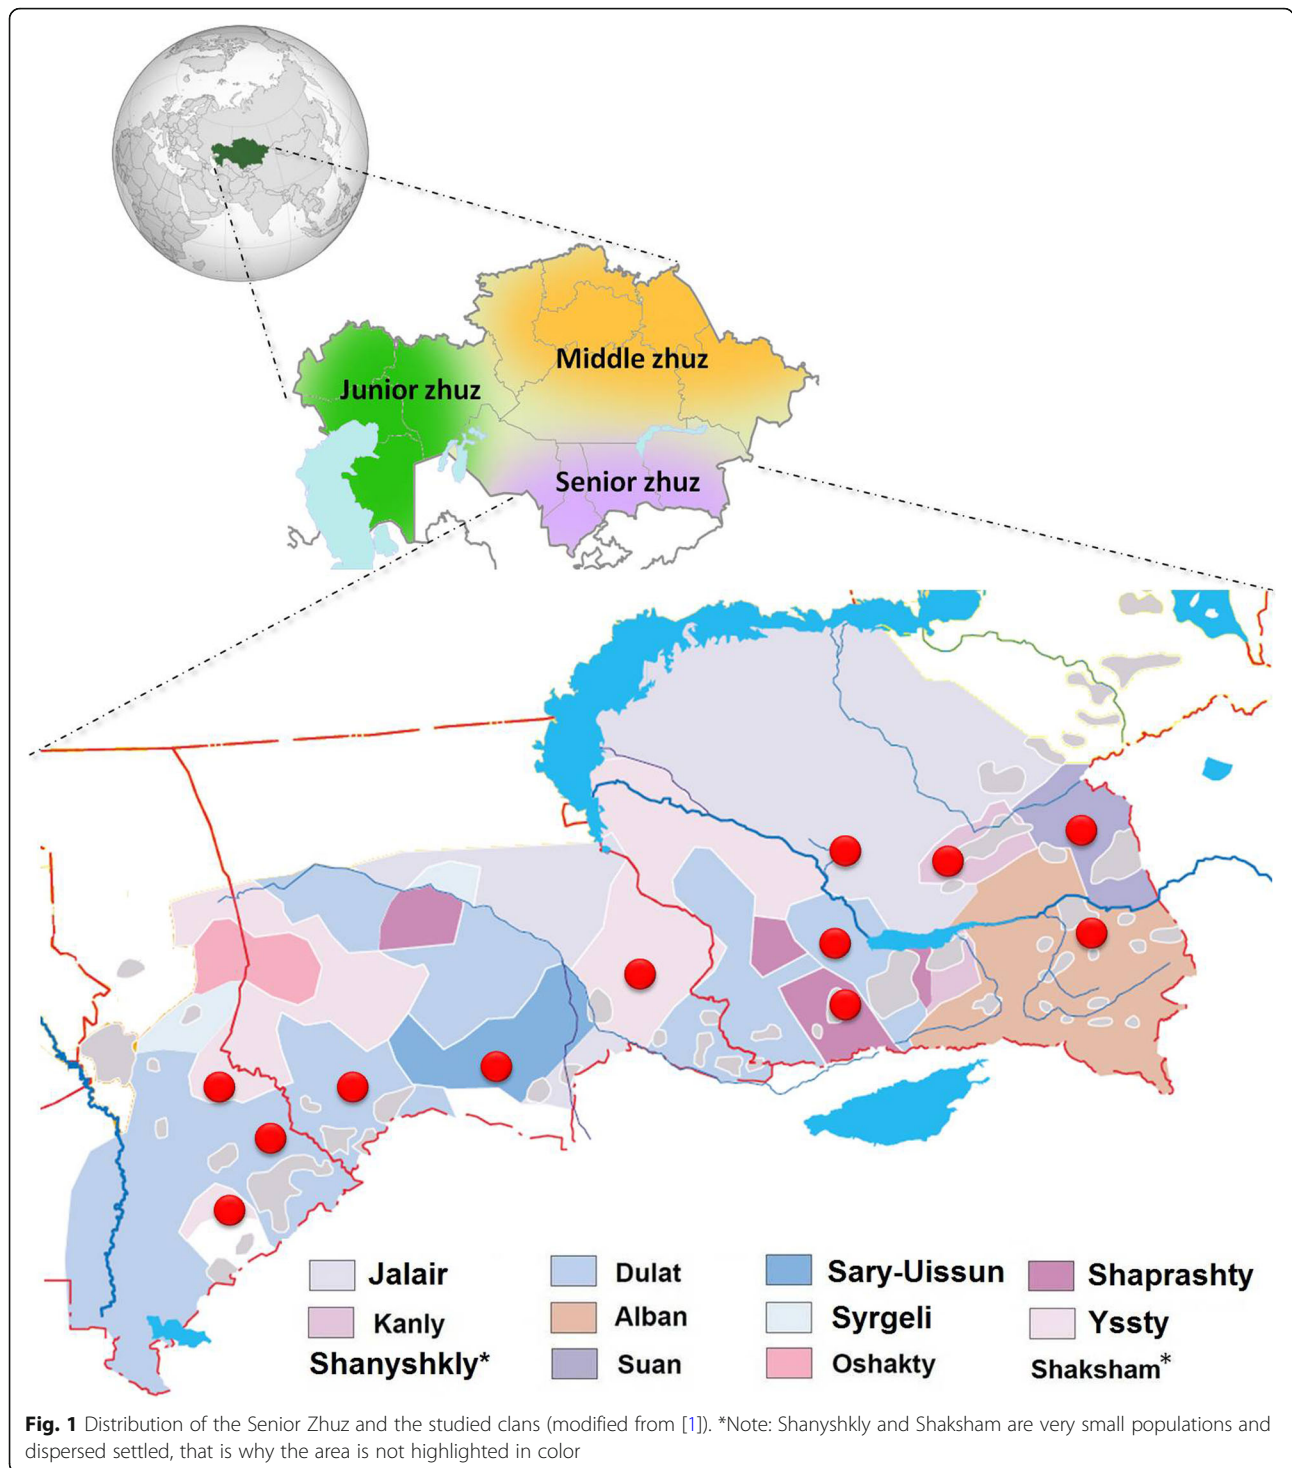 Middle zhuz
Junior zhuz
Senior zhuz
Jalair
Dulat
Sary-Uissun
Shaprashty
Kanly
Alban
Syrgeli
Yssty
Shanyshkly*
Suan
Oshakty
Shaksham*
Fig. 1 Distribution of the Senior Zhuz and the studied clans (modified from [1]). *Note: Shanyshkly and Shaksham are very small populations and
dispersed settled, that is why the area is not highlighted in color